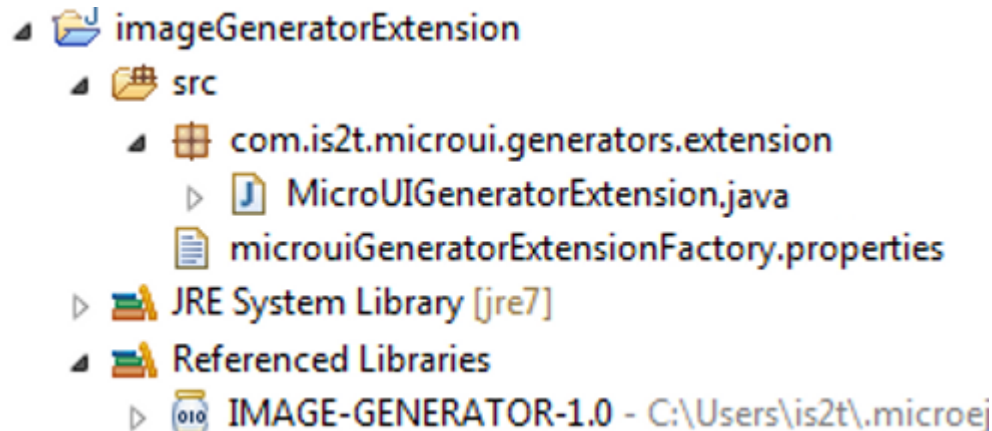 imageGeneratorExtension
src
com.is2t.microui.generators.extension
MicroUIGeneratorExtension.java
microuiGeneratorExtensionFactory.properties
JRE System Library [jre7]
Referenced Libraries
IMAGE-GENERATOR-1.0 - C:\Users\is2t\.microej